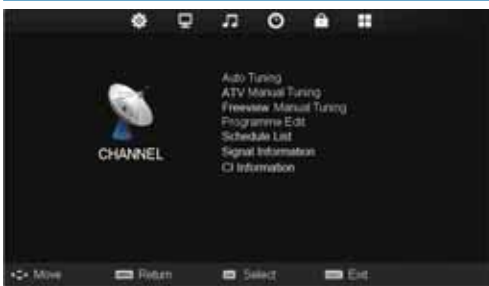 Auto Tuning
ATV Manual Tuning
Freeview Manual Tuning
Programme Edit
Schedule List
Signal Information
CI Information
CHANNEL
Move Return Select Exit